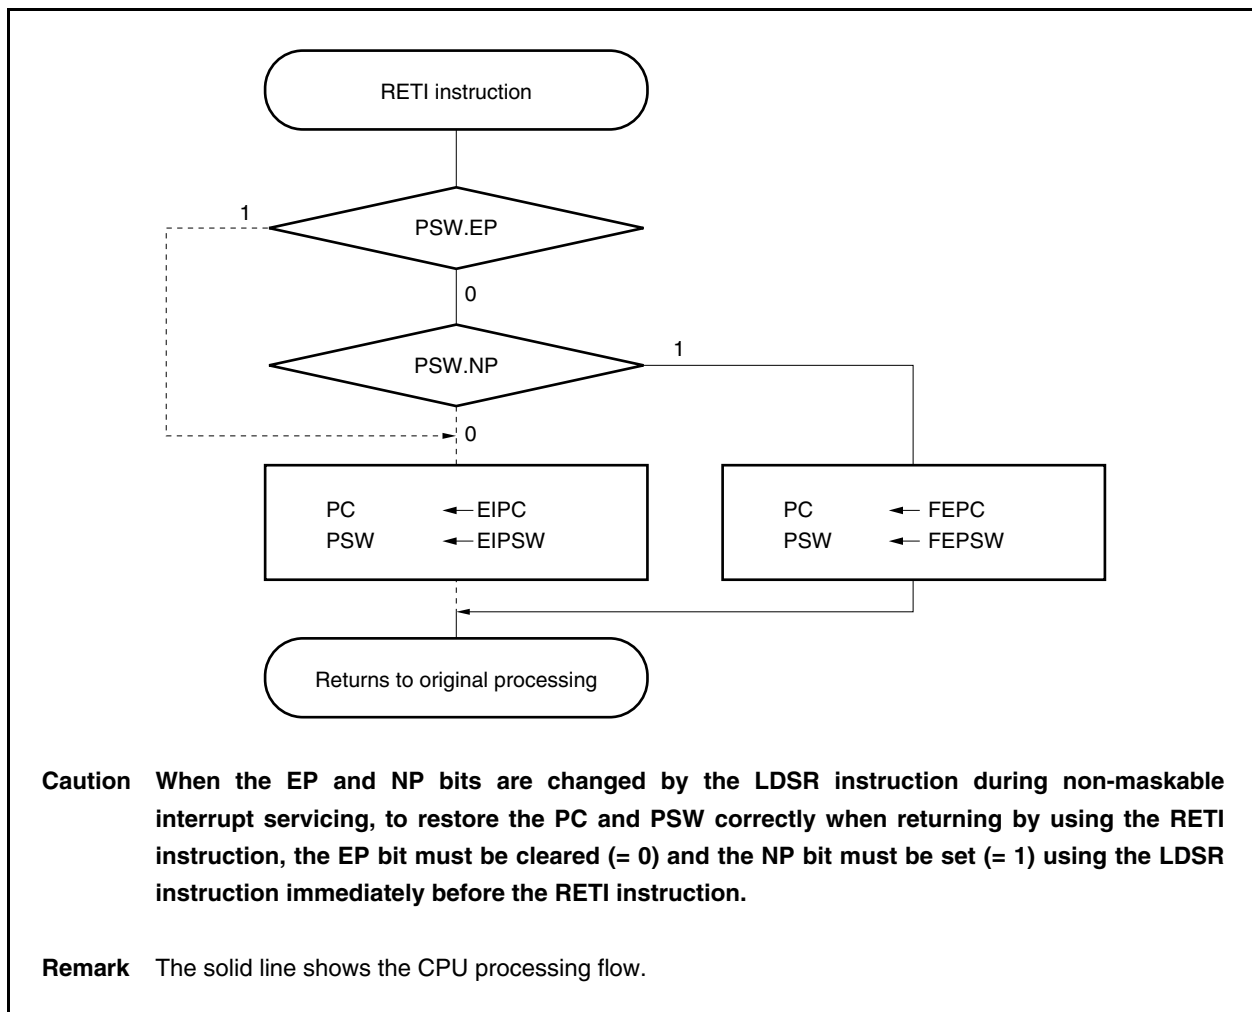 RETI instruction
1
PSW.EP
0
1
PSW.NP
0
PC ← EIPC
PSW ← EIPSW
PC ← FEPC
PSW ← FEPSW
Returns to original processing
Caution When the EP and NP bits are changed by the LDSR instruction during non-maskable
interrupt servicing, to restore the PC and PSW correctly when returning by using the RETI
instruction, the EP bit must be cleared (= 0) and the NP bit must be set (= 1) using the LDSR
instruction immediately before the RETI instruction.
Remark The solid line shows the CPU processing flow.